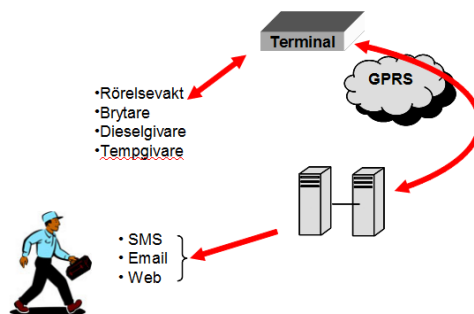 Terminal
GPRS
•Rörelsevakt
•Brytare
•Dieselgivare
•Tempgivare
• SMS
• Email
• Web